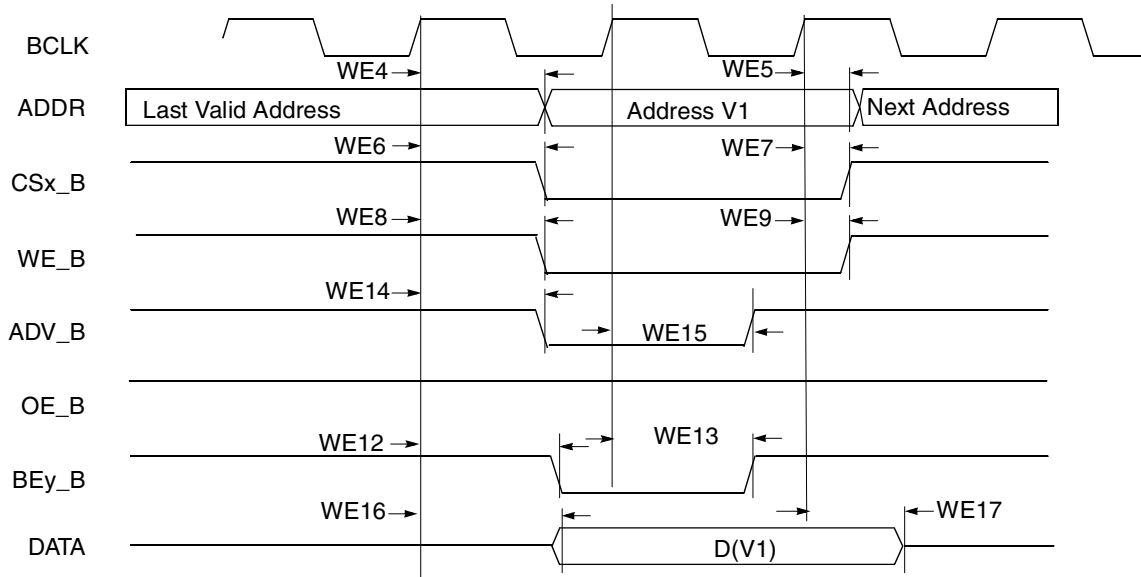 BCLK
WE4 WE5
ADDR Last Valid Address Address V1 Next Address
WE6 WE7
CSx_B
WE8 WE9
WE_B
WE14
ADV_B WE15
OE_B
WE12 WE13
BEy_B
WE16 WE17
DATA D(V1)